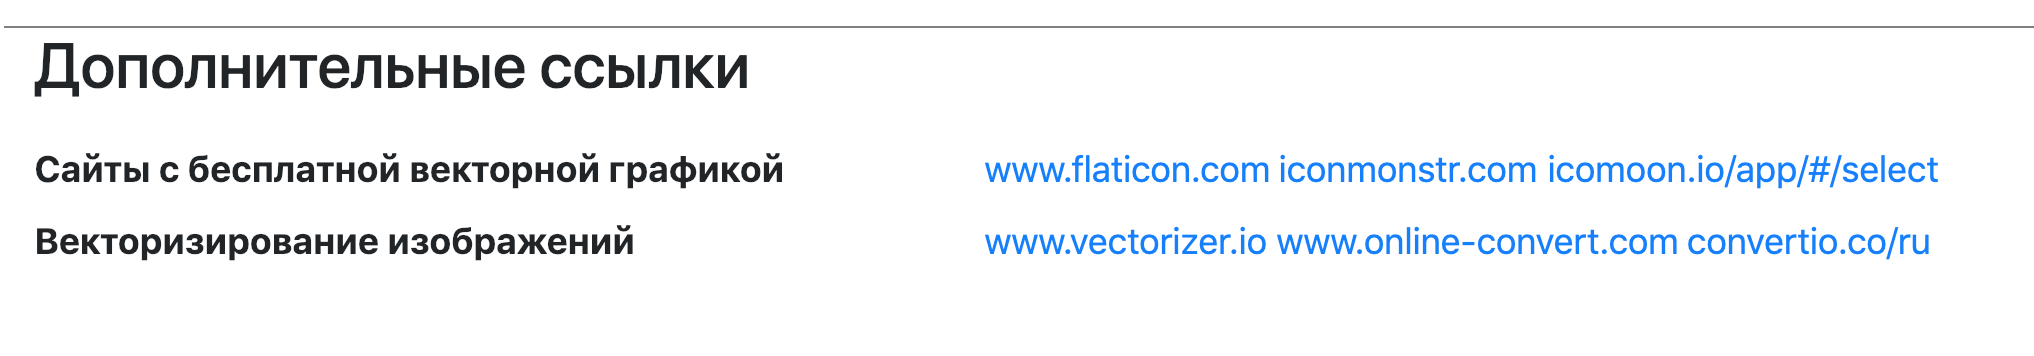 Дополнительные ссылки
Сайты с бесплатной векторной графикой www.flaticon.com iconmonstr.com icomoon.io/app/#/select
Векторизирование изображений www.vectorizer.io www.online-convert.com convertio.co/ru